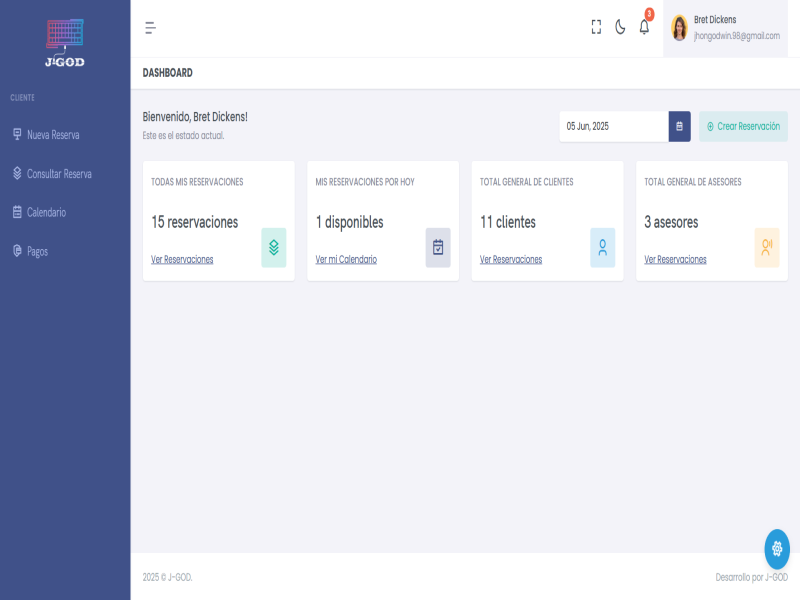 J-GOD
CLIENTE
Nueva Reserva
Consultar Reserva
Calendario
Pagos
3
Bret Dickens
jhongodwin.98@gmail.com
DASHBOARD
Bienvenido, Bret Dickens!
Este es el estado actual.
05 Jun, 2025
Crear Reservación
TODAS MIS RESERVACIONES
15 reservaciones
Ver Reservaciones
MIS RESERVACIONES POR HOY
1 disponibles
Ver mi Calendario
TOTAL GENERAL DE CLIENTES
11 clientes
Ver Reservaciones
TOTAL GENERAL DE ASESORES
3 asesores
Ver Reservaciones
2025 © J-GOD.
Desarrollo por J-GOD